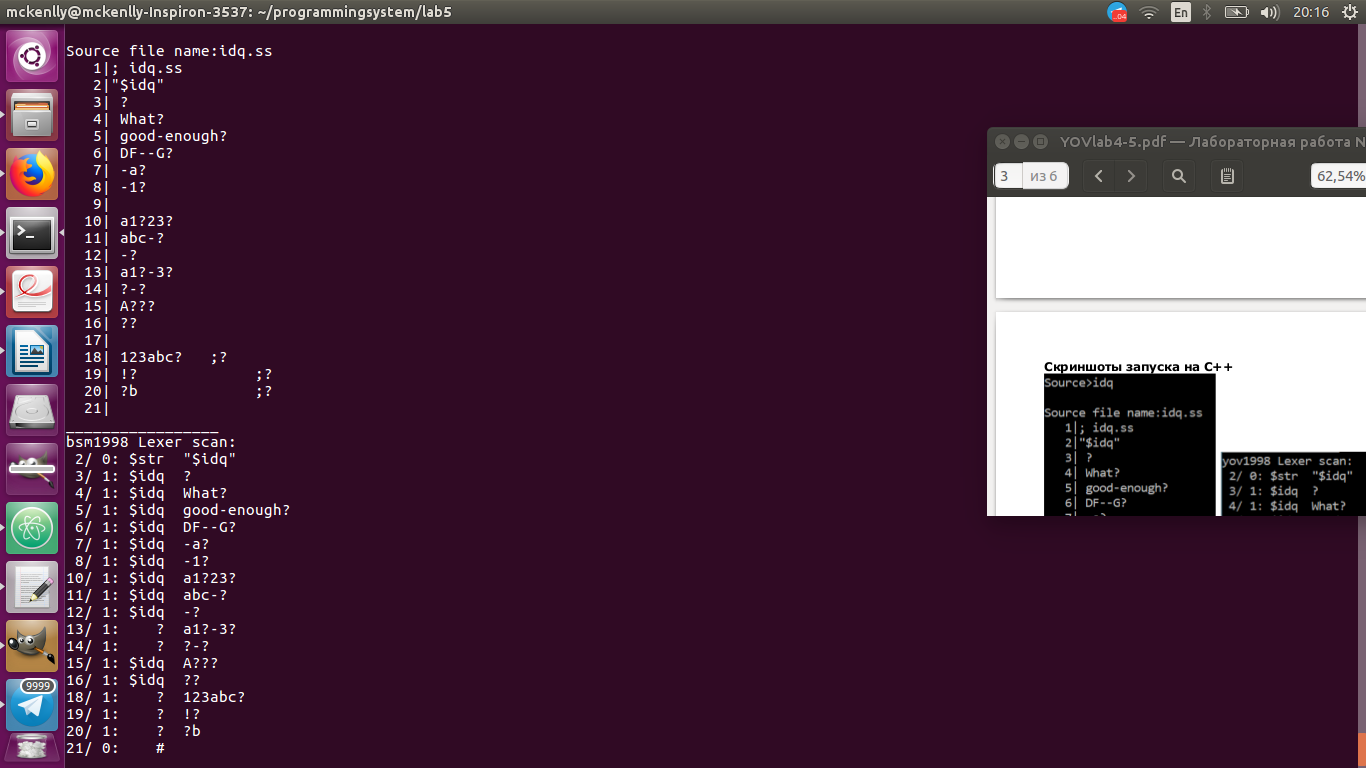 mckenlly@mckenlly-Inspiron-3537: ~/programmingsystem/lab5
En
20:16
Source file name:idq.ss
1|; idq.ss
2|"$idq"
3| ?
4| What?
5| good-enough?
6| DF--G?
7| -a?
8| -1?
9|
10| a1?23?
11| abc-?
12| -?
13| a1?-3?
14| ?-?
15| A???
16| ??
17|
18| 123abc?   ;?
19| !?             ;?
20| ?b             ;?
21|
_________________
bsm1998 Lexer scan:
2/ 0: $str  "$idq"
3/ 1: $idq  ?
4/ 1: $idq  What?
5/ 1: $idq  good-enough?
6/ 1: $idq  DF--G?
7/ 1: $idq  -a?
8/ 1: $idq  -1?
10/ 1: $idq  a1?23?
11/ 1: $idq  abc-?
12/ 1: $idq  -?
13/ 1:    ?  a1?-3?
14/ 1:    ?  ?-?
15/ 1: $idq  A???
16/ 1: $idq  ??
18/ 1:    ?  123abc?
19/ 1:    ?  !?
20/ 1:    ?  ?b
21/ 0:    #
9999
YOVlab4-5.pdf — Лабораторная работа N
3 из 6
62,54%
Скриншоты запуска на C++
Source>idq
Source file name:idq.ss
1|; idq.ss
2|"$idq"
3| ?
4| What?
5| good-enough?
6| DF--G?
yov1998 Lexer scan:
2/ 0: $str  "$idq"
3/ 1: $idq  ?
4/ 1: $idq  What?